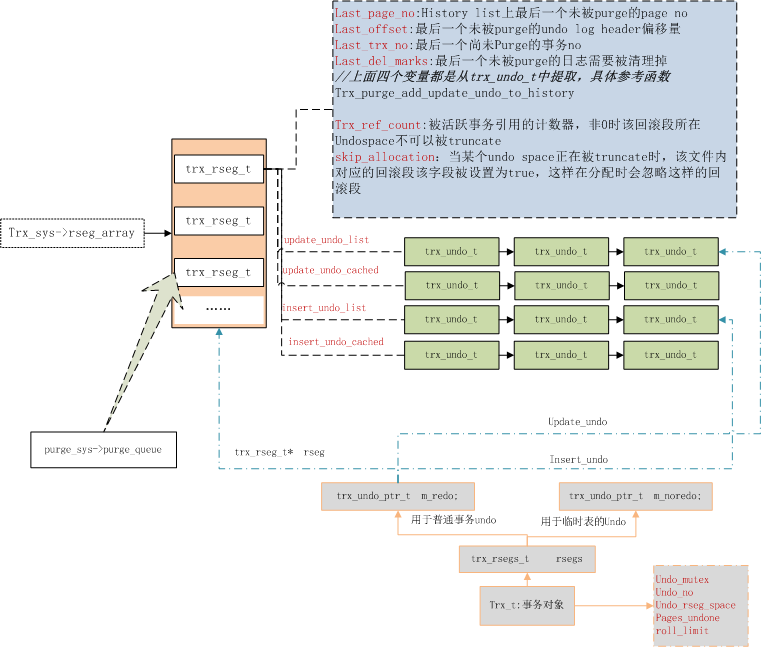 Last_page_no:History list上最后一个未被purge的page no
Last_offset:最后一个未被purge的undo log header偏移量
Last_trx_no:最后一个尚未Purge的事务no
Last_del_marks:最后一个未被purge的日志需要被清理掉
//上面四个变量都是从trx_undo_t中提取，具体参考函数
Trx_purge_add_update_undo_to_history
Trx_ref_count:被活跃事务引用的计数器，非0时该回滚段所在
Undospace不可以被truncate
skip_allocation: 当某个undo space正在被truncate时，该文件内
对应的回滚段该字段被设置为true，这样在分配时会忽略这样的回
滚段
trx_rseg_t
trx_rseg_t
Trx_sys->rseg_array
trx_rseg_t
……
update_undo_list
trx_undo_t
trx_undo_t
trx_undo_t
update_undo_cached
trx_undo_t
trx_undo_t
trx_undo_t
insert_undo_list
trx_undo_t
trx_undo_t
trx_undo_t
insert_undo_cached
trx_undo_t
trx_undo_t
trx_undo_t
purge_sys->purge_queue
Update_undo
trx_rseg_t* rseg
Insert_undo
trx_undo_ptr_t m_redo;
trx_undo_ptr_t m_noredo;
用于普通事务undo
用于临时表的Undo
trx_rsegs_t rsegs
Trx_t:事务对象
Undo_mutex
Undo_no
Undo_rseg_space
Pages_undone
roll_limit